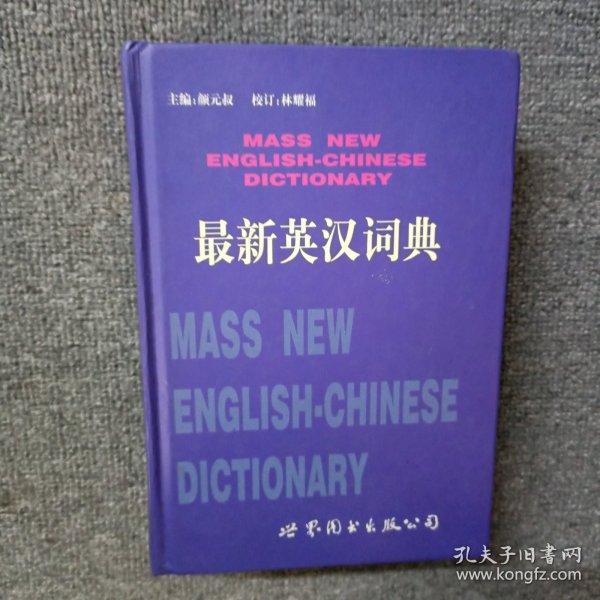 主编：颜元叔 校订：林耀福
MASS NEW
ENGLISH-CHINESE
DICTIONARY
最新英汉词典
MASS NEW
ENGLISH-CHINESE
DICTIONARY
世界图书出版公司
孔夫子旧书网
www.kongfz.com